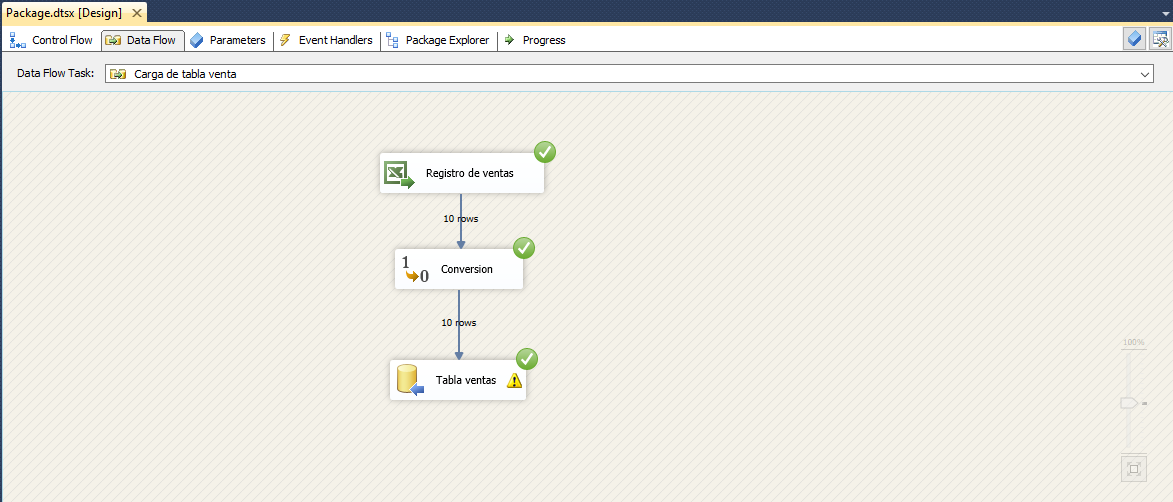 Package.dtsx [Design]
Control Flow Data Flow Parameters Event Handlers Package Explorer Progress
Data Flow Task: Carga de tabla venta
Registro de ventas
10 rows
1 0 Conversion
10 rows
Tabla ventas
100%